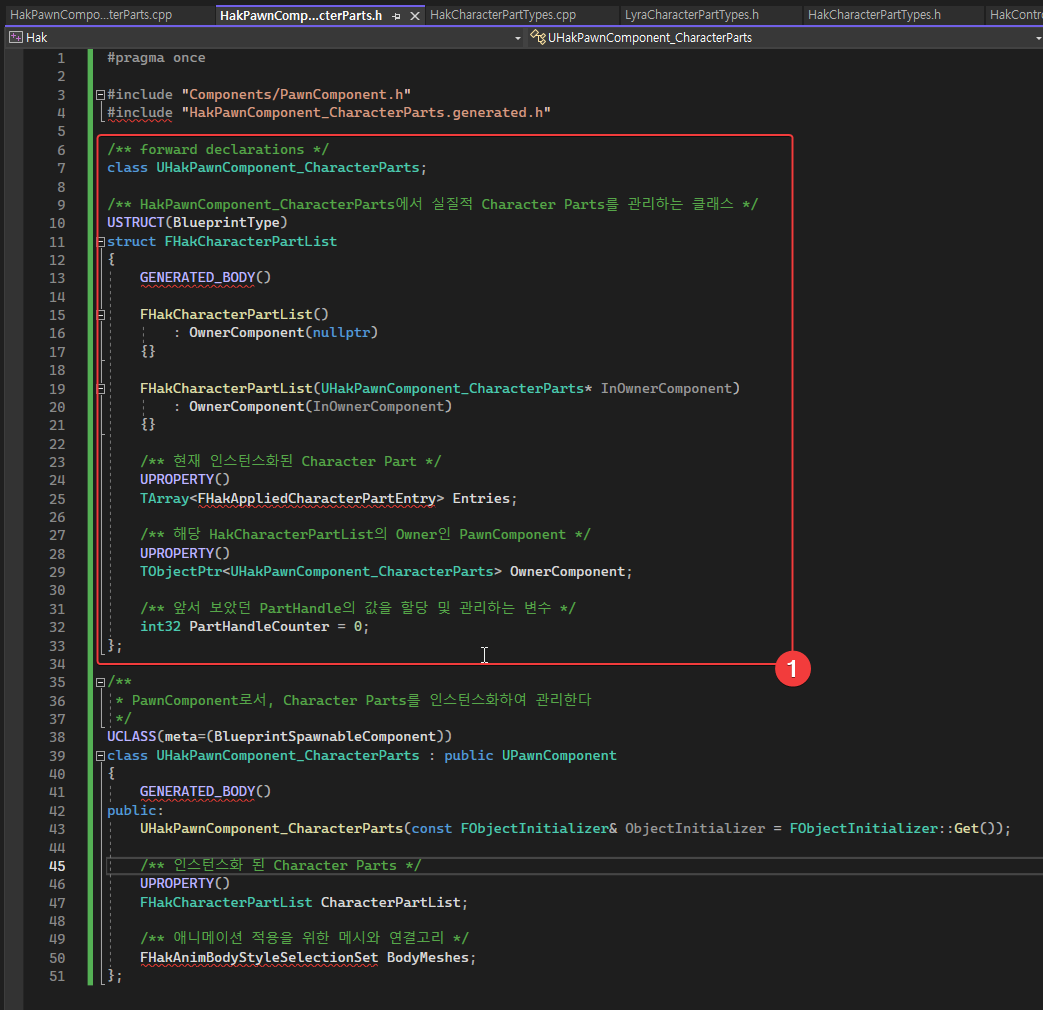 HakPawnCompo...terParts.cpp
HakPawnComp...cterParts.h
HakCharacterPartTypes.cpp
LyraCharacterPartTypes.h
HakCharacterPartTypes.h
HakContr
Hak
UHakPawnComponent_CharacterParts
1 #pragma once
2
3 #include "Components/PawnComponent.h"
4 #include "HakPawnComponent_CharacterParts.generated.h"
5
6 /** forward declarations */
7 class UHakPawnComponent_CharacterParts;
8
9 /** HakPawnComponent_CharacterParts에서 실질적 Character Parts를 관리하는 클래스 */
10 USTRUCT(BlueprintType)
11 struct FHakCharacterPartList
12 {
13 GENERATED_BODY()
14
15 FHakCharacterPartList()
16 : OwnerComponent(nullptr)
17 {}
18
19 FHakCharacterPartList(UHakPawnComponent_CharacterParts* InOwnerComponent)
20 : OwnerComponent(InOwnerComponent)
21 {}
22
23 /** 현재 인스턴스화된 Character Part */
24 UPROPERTY()
25 TArray<FHakAppliedCharacterPartEntry> Entries;
26
27 /** 해당 HakCharacterPartList의 Owner인 PawnComponent */
28 UPROPERTY()
29 TObjectPtr<UHakPawnComponent_CharacterParts> OwnerComponent;
30
31 /** 앞서 보았던 PartHandle의 값을 할당 및 관리하는 변수 */
32 int32 PartHandleCounter = 0;
33 };
34
1
35 /**
36 * PawnComponent로서, Character Parts를 인스턴스화하여 관리한다
37 */
38 UCLASS(meta=(BlueprintSpawnableComponent))
39 class UHakPawnComponent_CharacterParts : public UPawnComponent
40 {
41 GENERATED_BODY()
42 public:
43 UHakPawnComponent_CharacterParts(const FObjectInitializer& ObjectInitializer = FObjectInitializer::Get());
44
45 /** 인스턴스화 된 Character Parts */
46 UPROPERTY()
47 FHakCharacterPartList CharacterPartList;
48
49 /** 애니메이션 적용을 위한 메시와 연결고리 */
50 FHakAnimBodyStyleSelectionSet BodyMeshes;
51 };